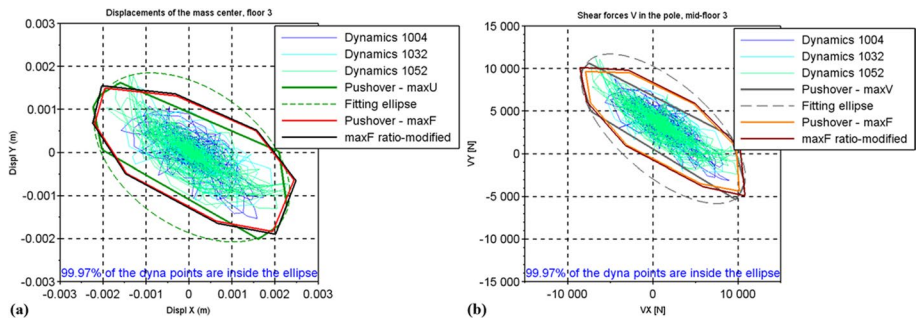 Displacements of the mass center, floor 3
0.003
0.002
0.001
0.000
-0.001
-0.002
-0.003
Displ Y (m)
Dynamics 1004
Dynamics 1032
Dynamics 1052
Pushover - maxU
Fitting ellipse
Pushover - maxF
maxF ratio-modified
99.97% of the dyna points are inside the ellipse
-0.003 -0.002 -0.001 0.000 0.001 0.002 0.003
Displ X (m)
(a)
Shear forces V in the pole, mid-floor 3
15 000
10 000
5 000
0
-5 000
-10 000
-15 000
VY [N]
Dynamics 1004
Dynamics 1032
Dynamics 1052
Pushover - maxV
Fitting ellipse
Pushover - maxF
maxF ratio-modified
99.97% of the dyna points are inside the ellipse
-10 000 0 10 000
VX [N]
(b)